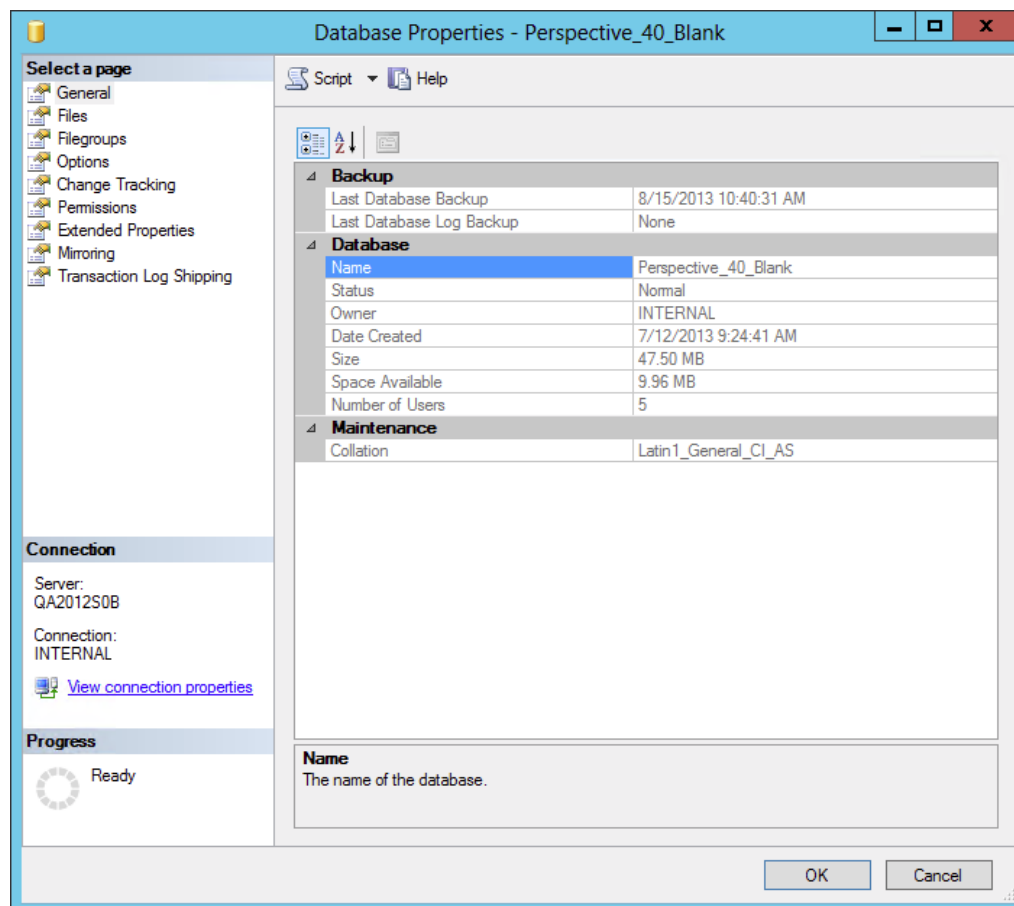 Database Properties - Perspective_40_Blank
Select a page
General
Files
Filegroups
Options
Change Tracking
Permissions
Extended Properties
Mirroring
Transaction Log Shipping
Connection
Server:
QA2012S0B
Connection:
INTERNAL
View connection properties
Progress
Ready
Script Help
Backup
Last Database Backup 8/15/2013 10:40:31 AM
Last Database Log Backup None
Database
Name Perspective_40_Blank
Status Normal
Owner INTERNAL
Date Created 7/12/2013 9:24:41 AM
Size 47.50 MB
Space Available 9.96 MB
Number of Users 5
Maintenance
Collation Latin1_General_CI_AS
Name
The name of the database.
OK Cancel